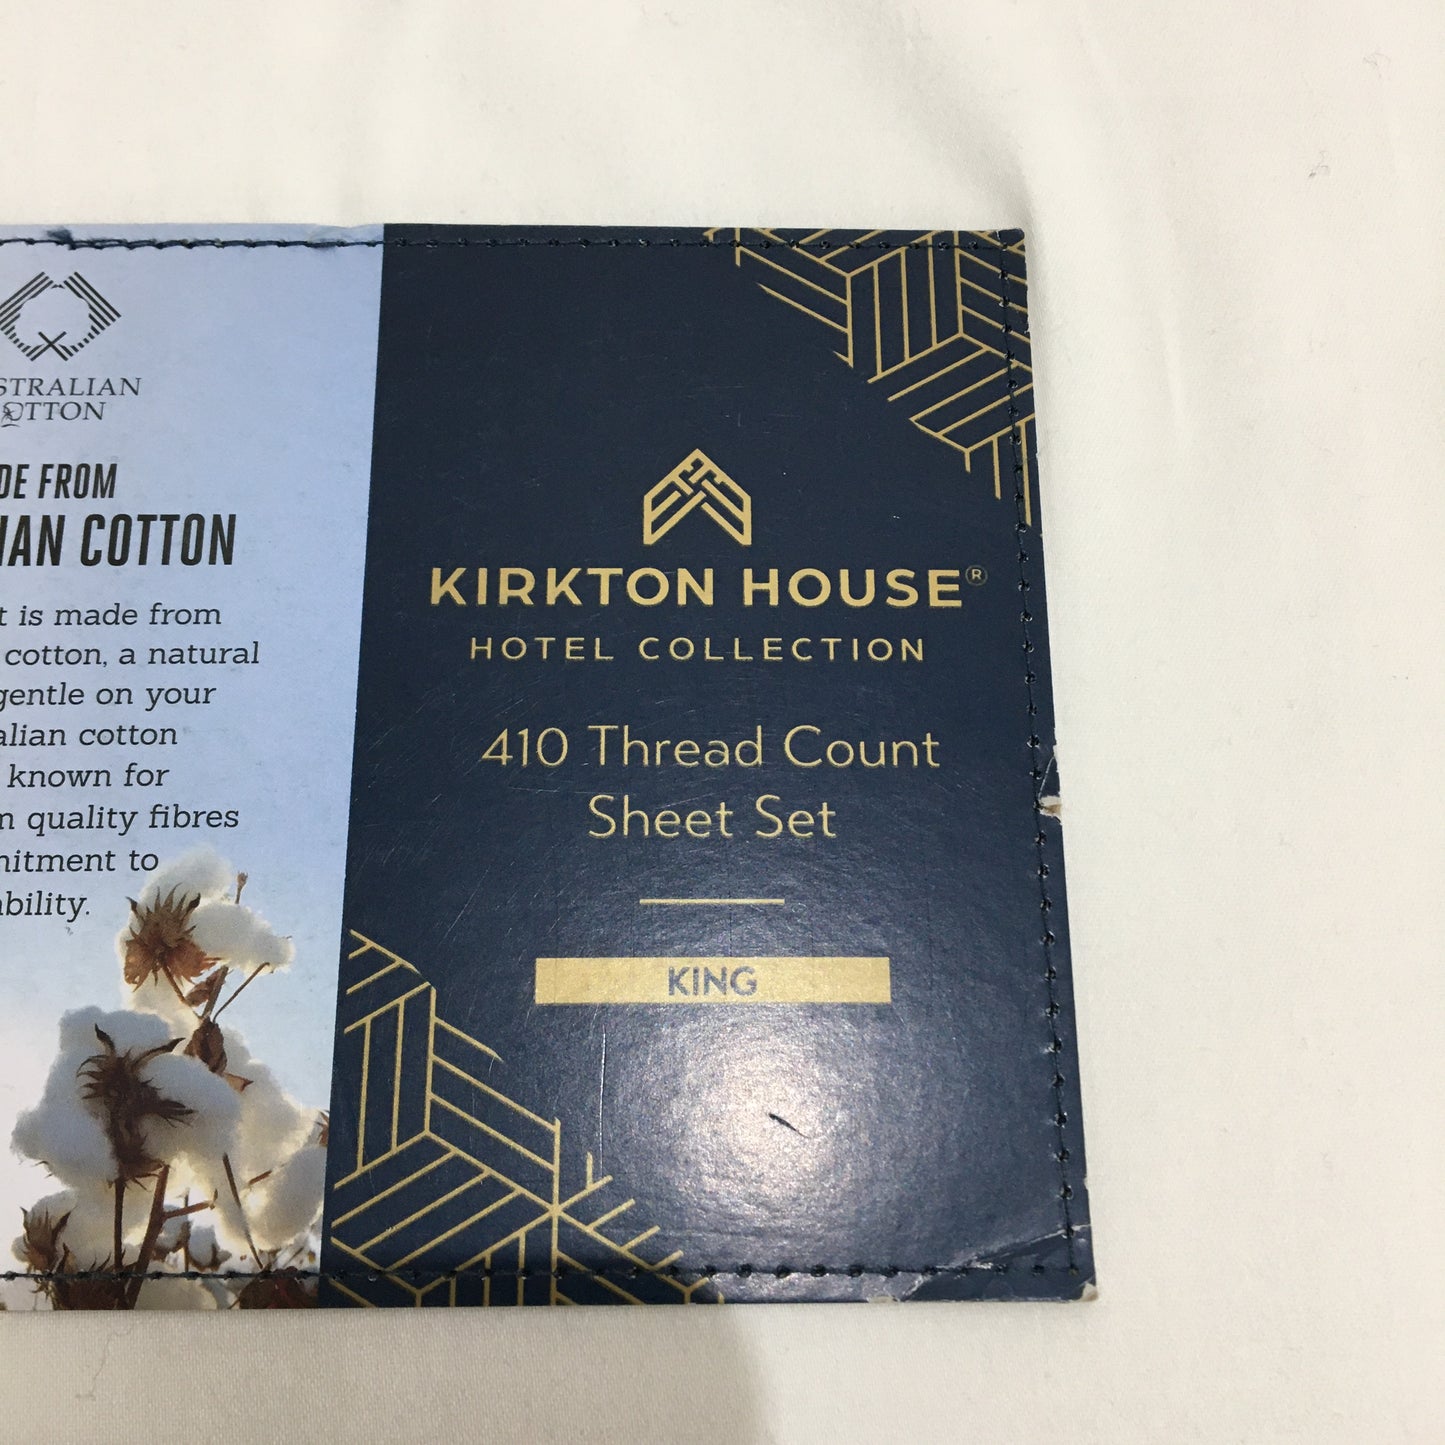 STRALIAN
OTTON
DE FROM
IAN COTTON
t is made from
cotton, a natural
gentle on your
alian cotton
known for
m quality fibres
mitment to
ability.
KIRKTON HOUSE®
HOTEL COLLECTION
410 Thread Count
Sheet Set
KING